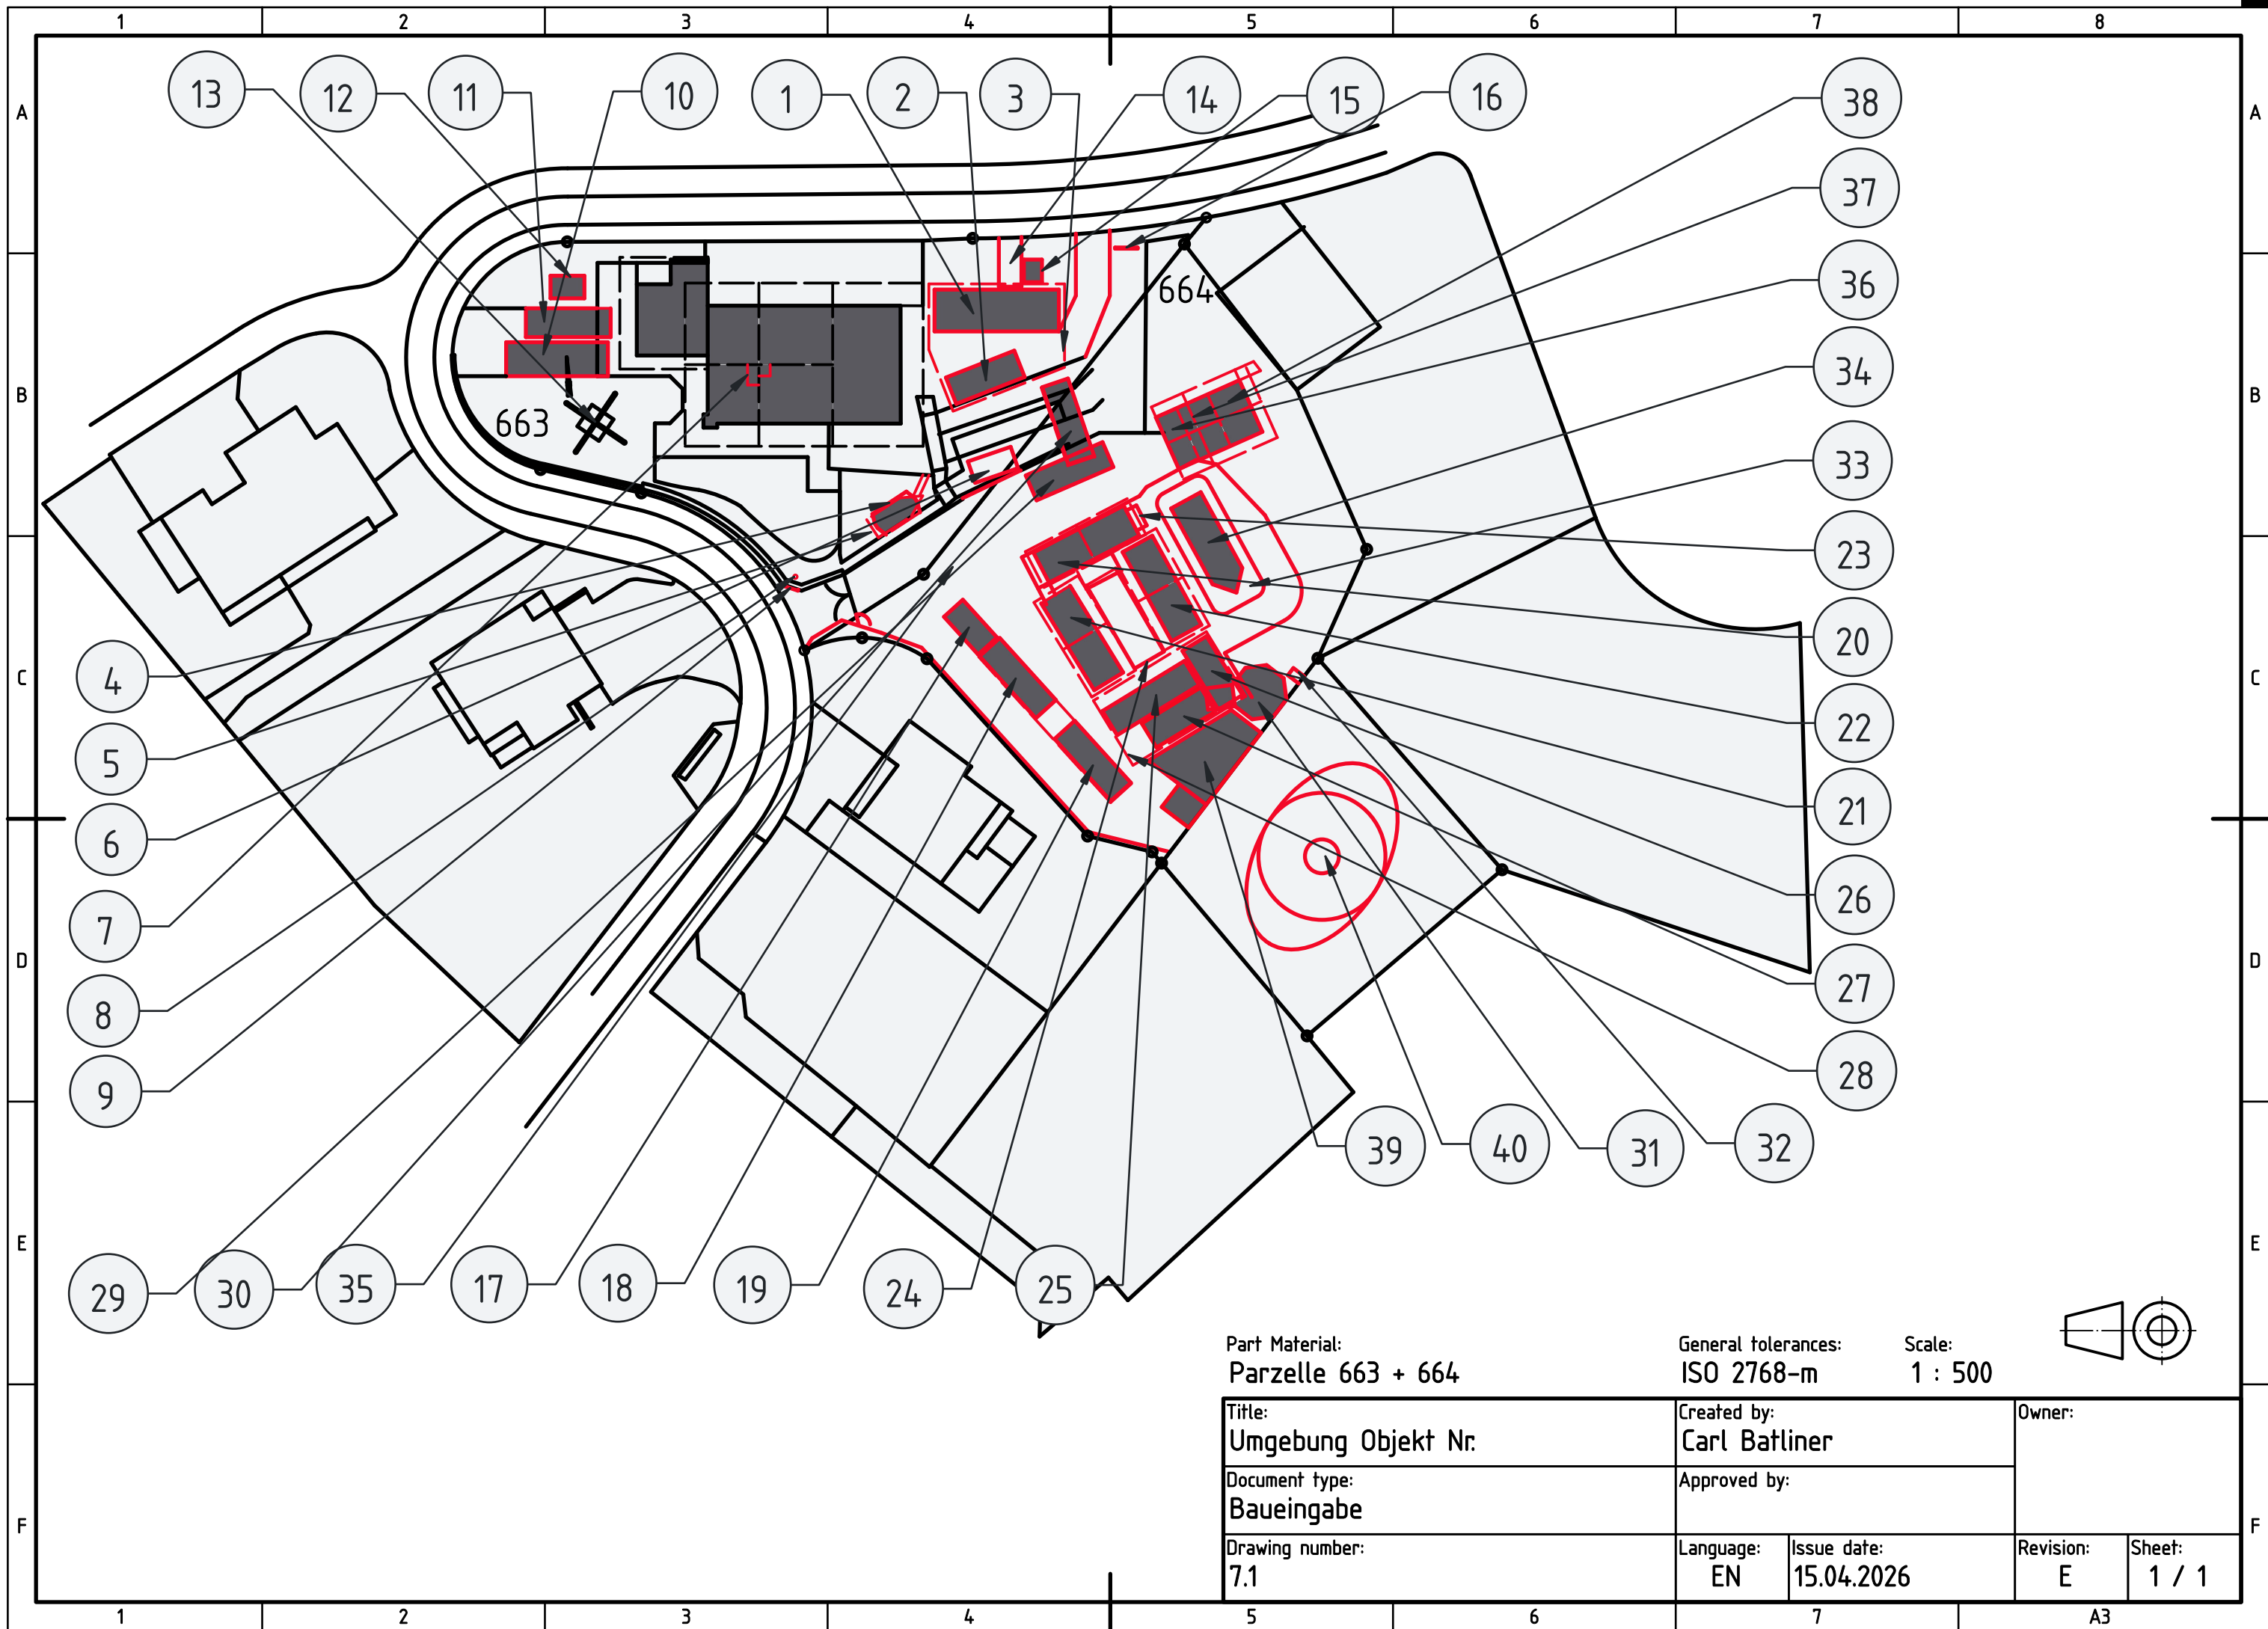 1 2 3 4 5 6 7 8
A A
13 12 11 10 1 2 3 14 15 16 38
37
36
664
34
B B
663
33
23
20
4 C C
22
5
21
6
26
7
D D
27
8
28
9
39 40 31 32
E E
29 30 35 17 18 19 24 25
Part Material: General tolerances: Scale:
Parzelle 663 + 664 ISO 2768-m 1 : 500
Title: Created by: Owner:
Umgebung Objekt Nr. Carl Batliner
Document type: Approved by:
Baueingabe
F F
Drawing number: Language: Issue date: Revision: Sheet:
7.1 EN 15.04.2026 E 1 / 1
1 2 3 4 5 6 7 A3